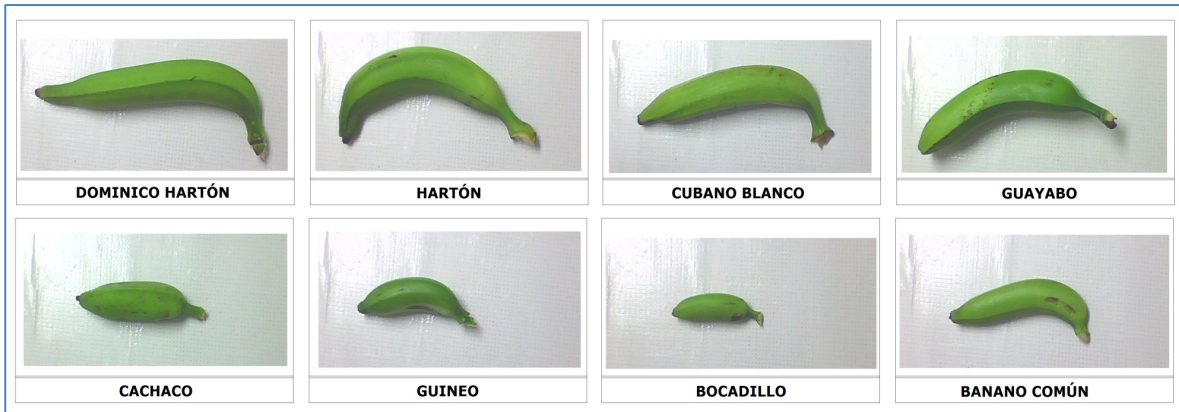 DOMINICO HARTÓN
HARTÓN
CUBANO BLANCO
GUAYABO
CACHACO
GUINEO
BOCADILLO
BANANO COMÚN